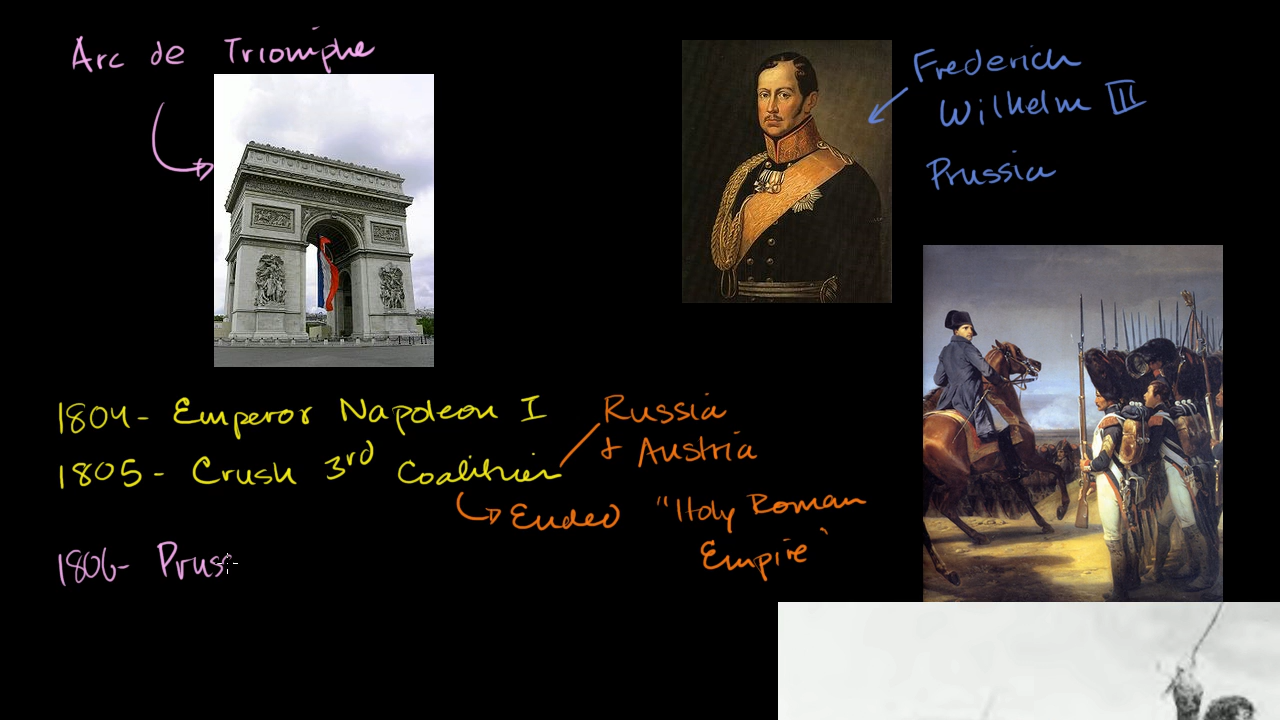 Arc de Triomphe
Frederich
Wilhelm III
Prussia
1804- Emperor Napoleon I
1805- Crush 3rd Coalition
Russia
& Austria
Ended "Holy Roman
Empire"
1806- Pruss